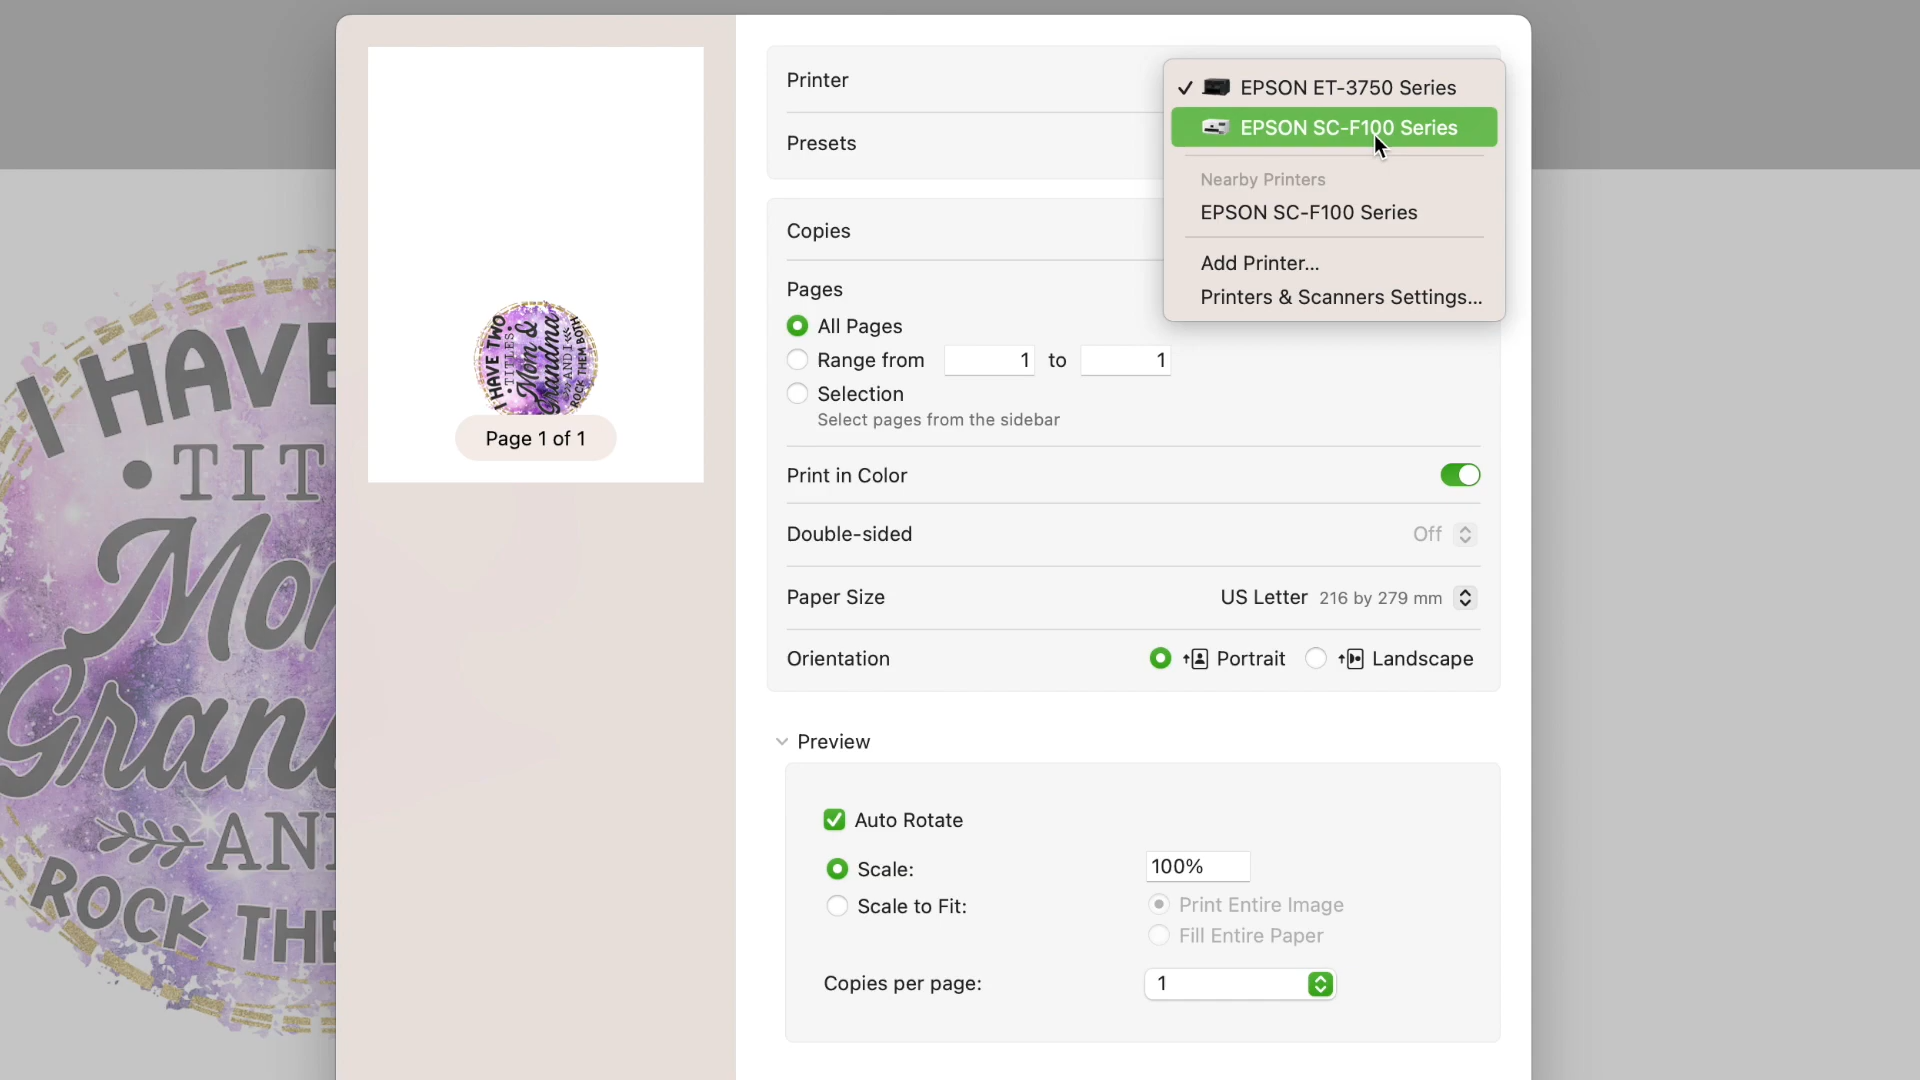 Printer
✓ EPSON ET-3750 Series
EPSON SC-F100 Series
Presets
Nearby Printers
EPSON SC-F100 Series
Add Printer...
Printers & Scanners Settings...
Copies
Pages
All Pages
Range from 1 to 1
Selection
Select pages from the sidebar
Print in Color
Double-sided Off
Paper Size US Letter 216 by 279 mm
Orientation Portrait Landscape
Preview
Auto Rotate
Scale: 100%
Scale to Fit: Print Entire Image
Fill Entire Paper
Copies per page: 1
I HAVE TWO
•TITLES•
Mom &
Grandma
AND I
ROCK THEM BOTH
Page 1 of 1
I HAVE
•TIT
Mom
Gran
AN
ROCK THE